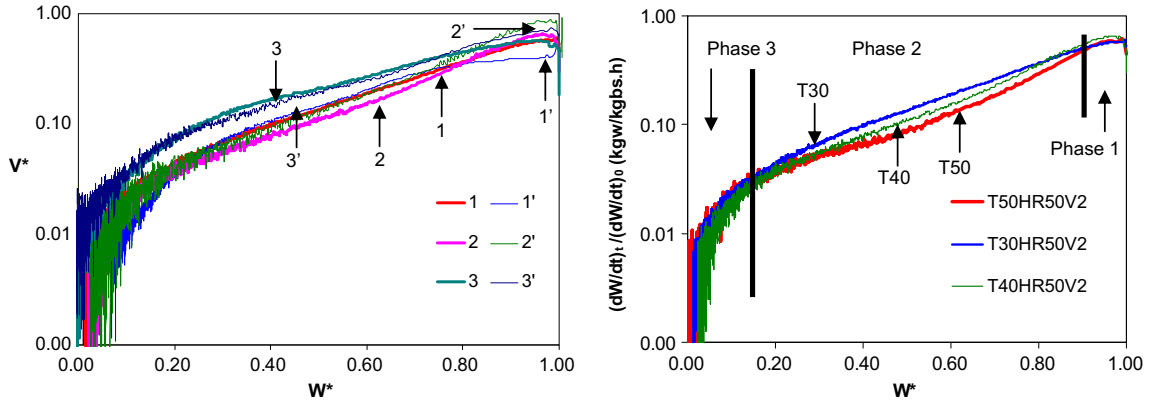 1.00
0.10
0.01
0.00
V*
0.00 0.20 0.40 0.60 0.80 1.00
W*
3
2'
1
1'
3'
2
1 1'
2 2'
3 3'
1.00
0.10
0.01
0.00
(dW/dt)t /(dW/dt)0 (kgw/kgbs.h)
0.00 0.20 0.40 0.60 0.80 1.00
W*
Phase 3
Phase 2
T30
Phase 1
T40
T50
T50HR50V2
T30HR50V2
T40HR50V2